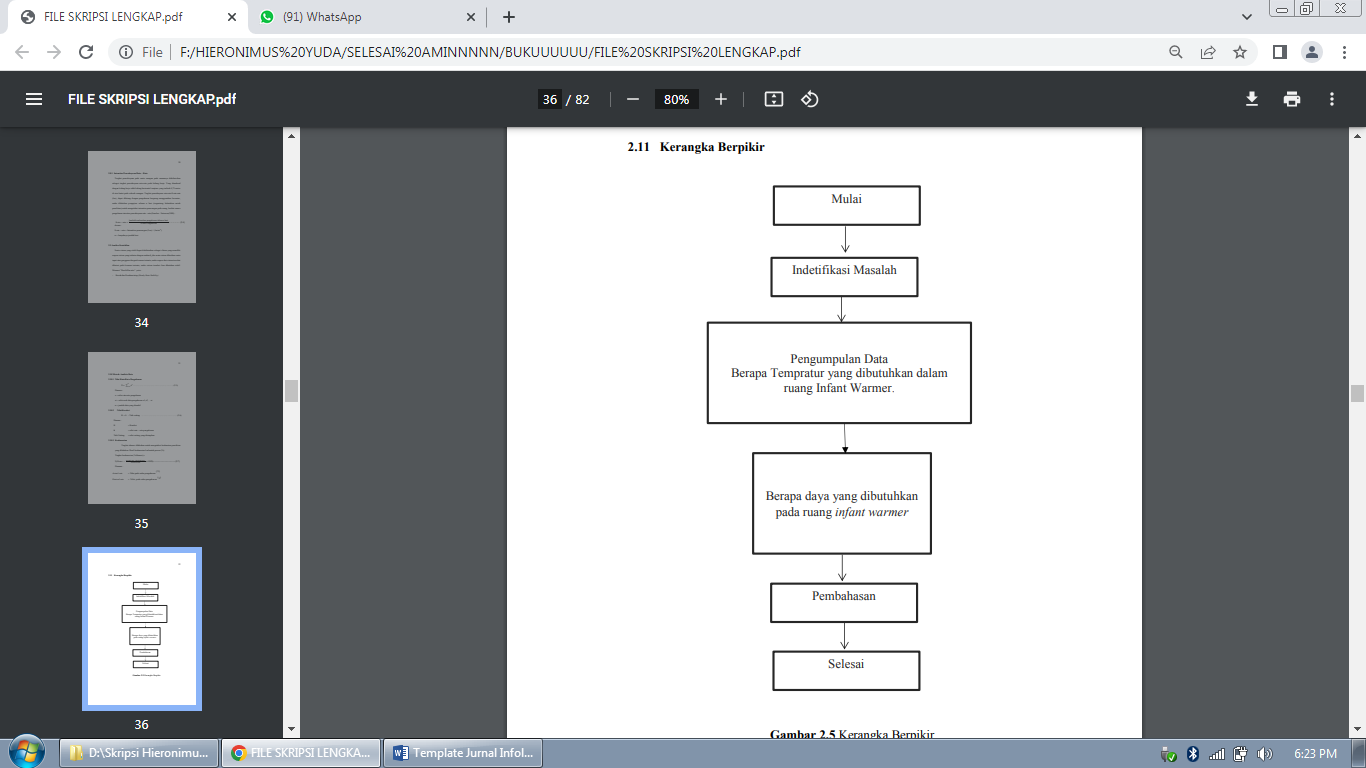 FILE SKRIPSI LENGKAP.pdf
(91) WhatsApp
File
F:/HIERONIMUS%20YUDA/SELESAI%20AMINNNNN/BUKUUUUUU/FILE%20SKRIPSI%20LENGKAP.pdf
FILE SKRIPSI LENGKAP.pdf
36 / 82
80%
34
35
36
2.11 Kerangka Berpikir
Mulai
Indetifikasi Masalah
Pengumpulan Data
Berapa Tempratur yang dibutuhkan dalam
ruang Infant Warmer.
Berapa daya yang dibutuhkan
pada ruang infant warmer
Pembahasan
Selesai
Gambar 2.5 Kerangka Berpikir
D:\Skripsi Hieronimu...
FILE SKRIPSI LENGKA...
Template Jurnal Infol...
6:23 PM